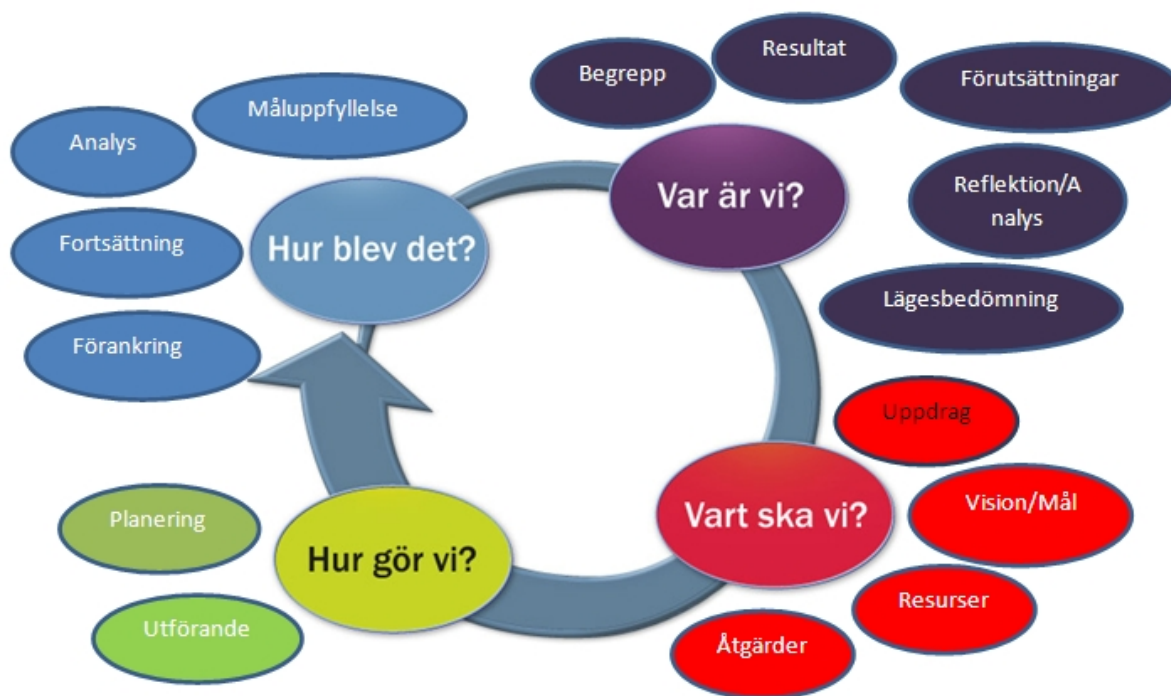 Resultat
Begrepp
Förutsättningar
Måluppfyllelse
Analys
Var är vi?
Reflektion/A
nalys
Fortsättning
Hur blev det?
Lägesbedömning
Förankring
Uppdrag
Vision/Mål
Vart ska vi?
Planering
Hur gör vi?
Resurser
Utförande
Åtgärder